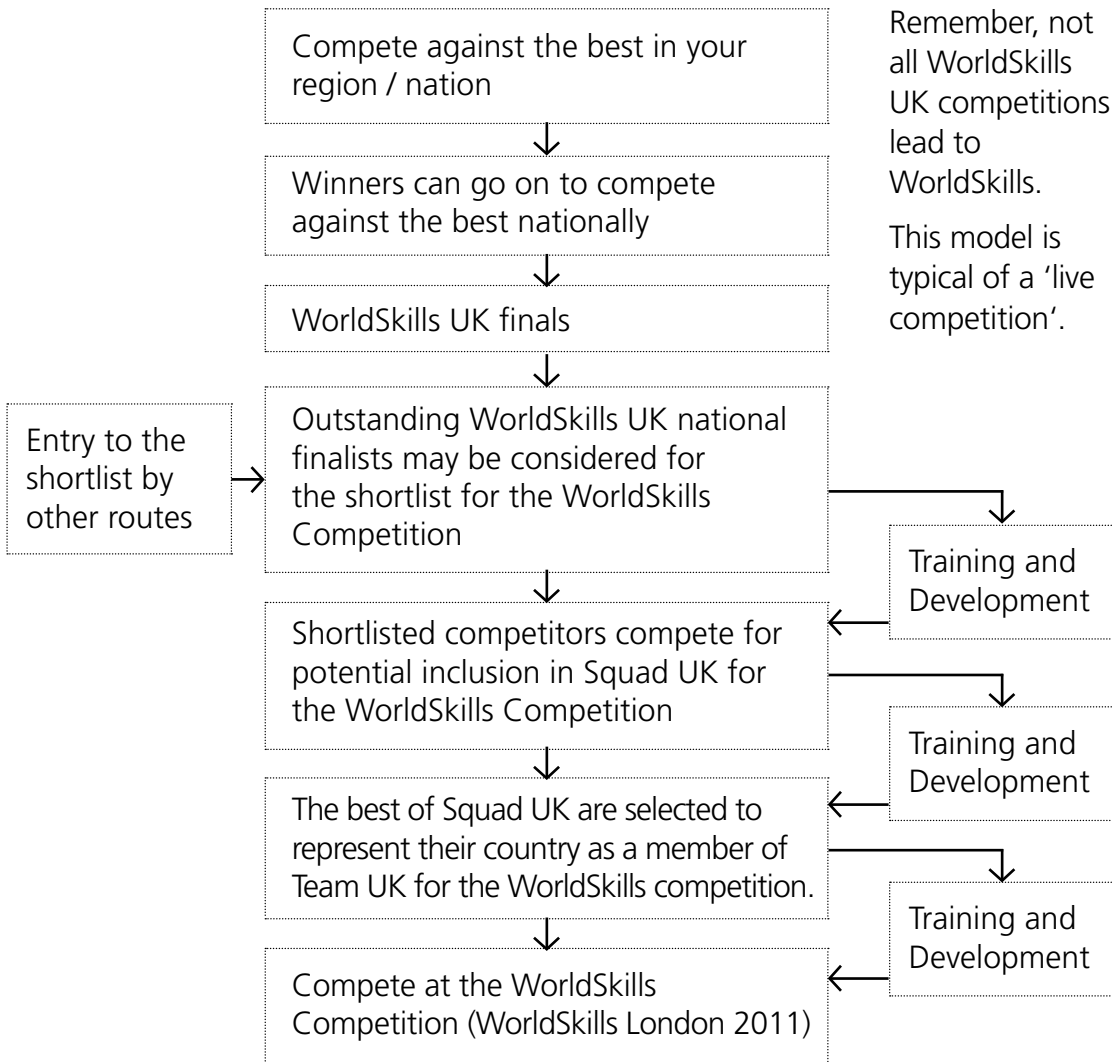 Compete against the best in your
region / nation
Remember, not
all WorldSkills
UK competitions
lead to
WorldSkills.
This model is
typical of a ‘live
competition‘.
Winners can go on to compete
against the best nationally
WorldSkills UK finals
Entry to the
shortlist by
other routes
Outstanding WorldSkills UK national
finalists may be considered for
the shortlist for the WorldSkills
Competition
Training and
Development
Shortlisted competitors compete for
potential inclusion in Squad UK for
the WorldSkills Competition
Training and
Development
The best of Squad UK are selected to
represent their country as a member of
Team UK for the WorldSkills competition.
Training and
Development
Compete at the WorldSkills
Competition (WorldSkills London 2011)